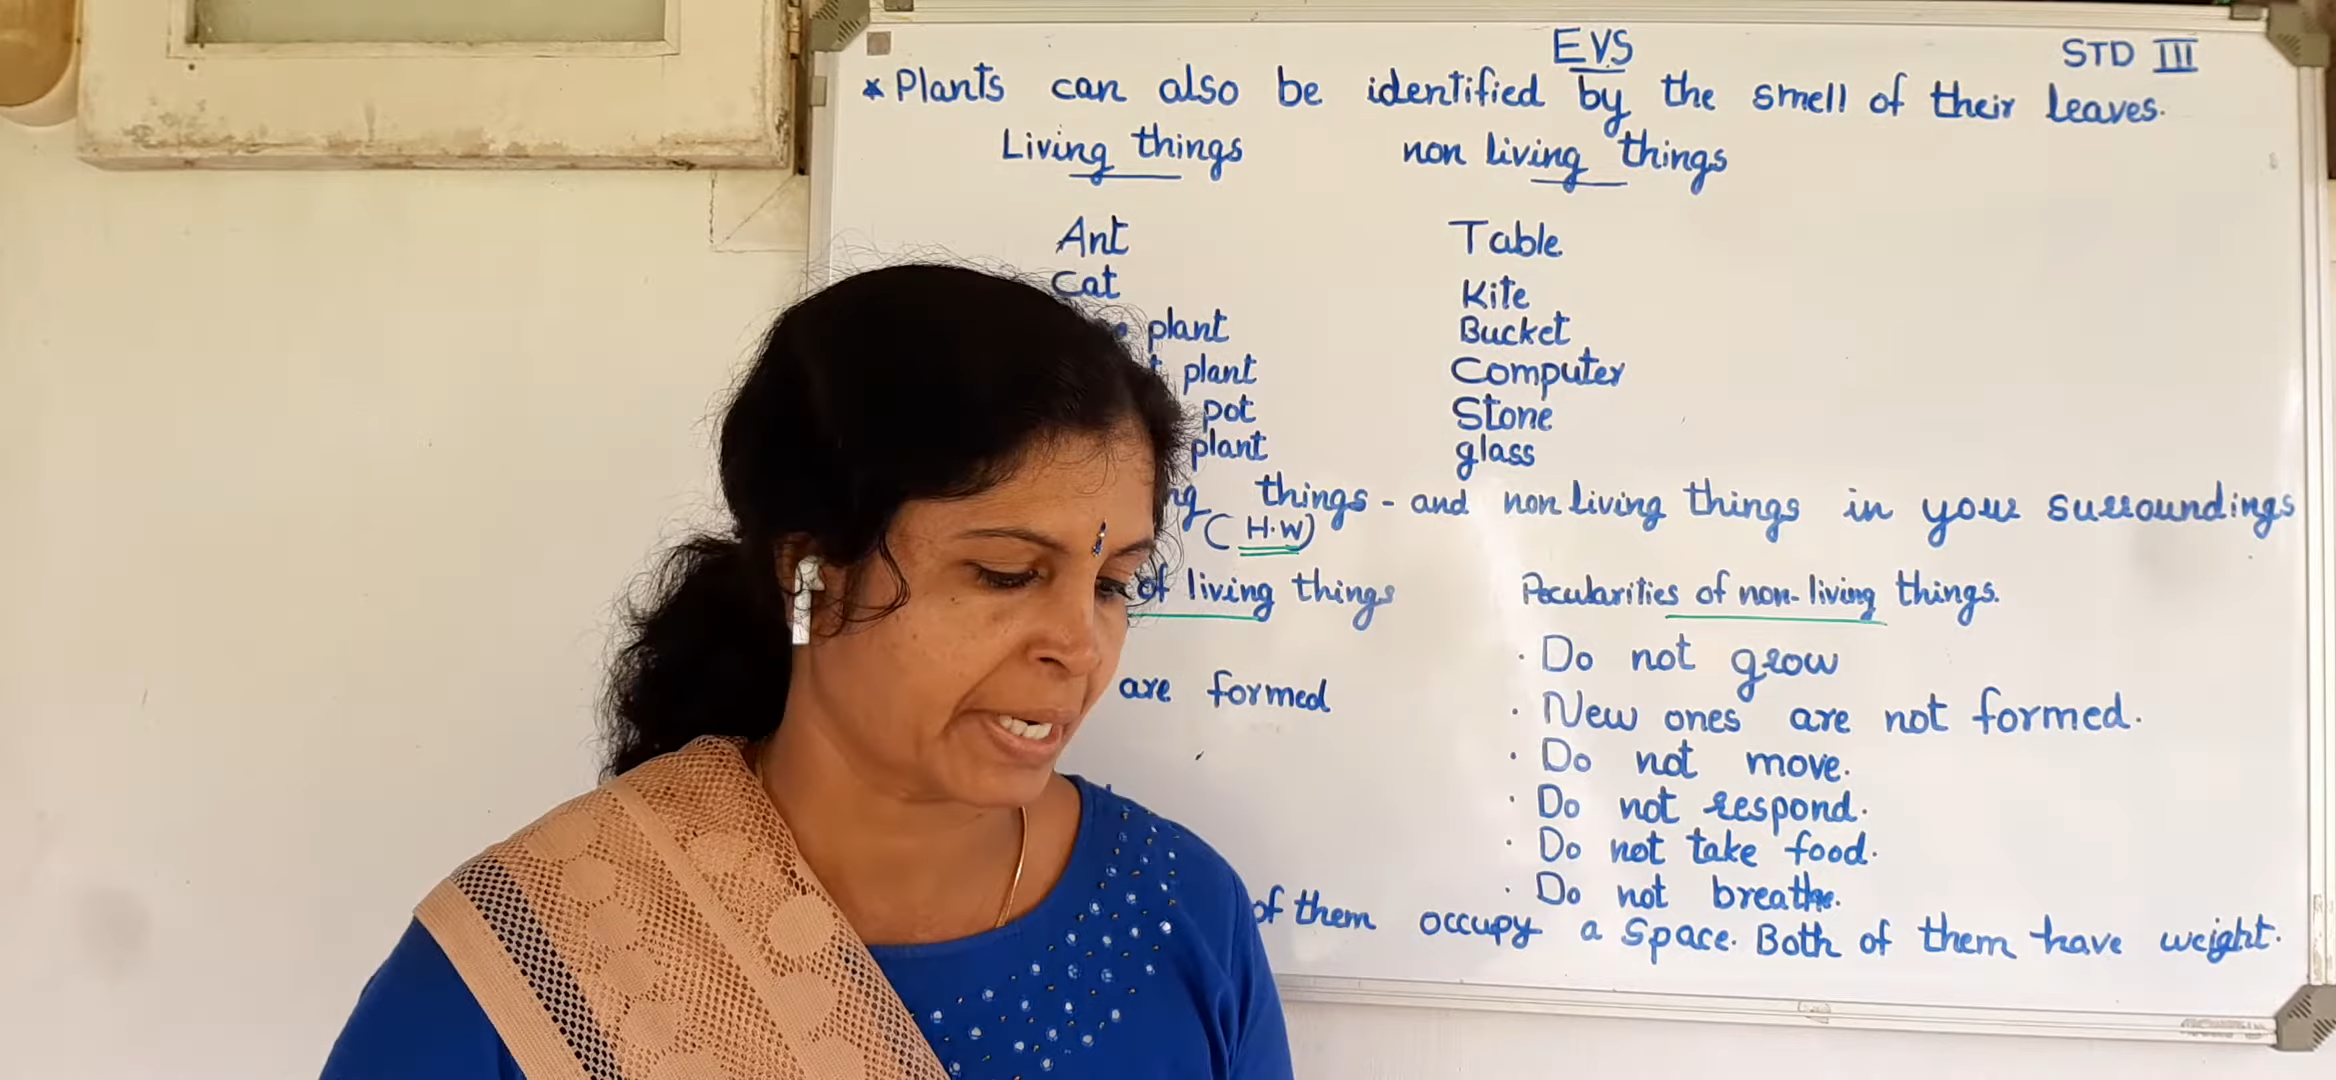 EVS
STD III
* Plants can also be identified by the smell of their leaves.
Living things non living things
Ant Table
Cat Kite
plant Bucket
plant Computer
pot Stone
plant glass
things - and non living things in your surroundings
(H.W)
of living things Pecularities of non-living things.
· Do not grow
are formed · New ones are not formed.
· Do not move.
· Do not respond.
· Do not take food.
· Do not breathe.
of them occupy a space. Both of them have weight.